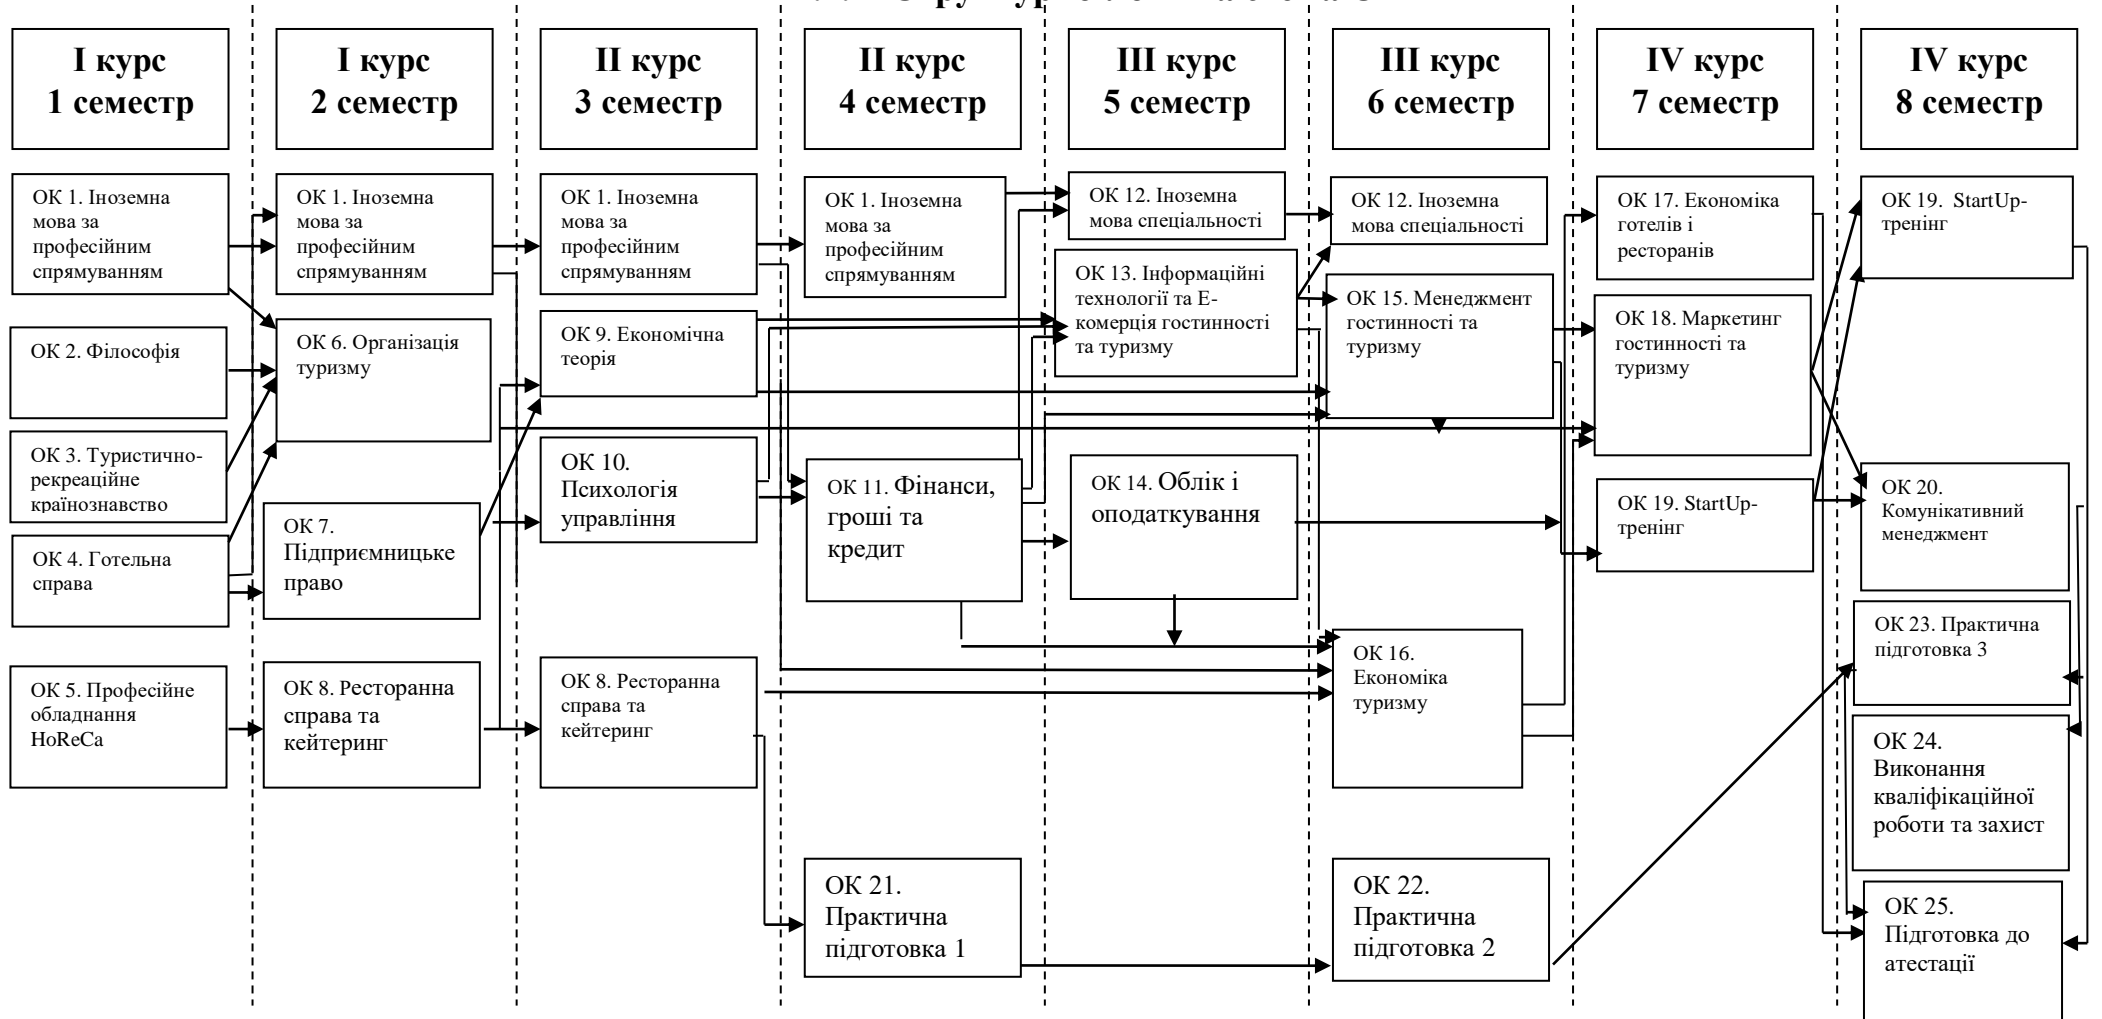 І курс
1 семестр
І курс
2 семестр
ІІ курс
3 семестр
ІІ курс
4 семестр
ІІІ курс
5 семестр
ІІІ курс
6 семестр
IV курс
7 семестр
IV курс
8 семестр
ОК 1. Іноземна
мова за
професійним
спрямуванням
ОК 2. Філософія
ОК 3. Туристично-
рекреаційне
країнознавство
ОК 4. Готельна
справа
ОК 5. Професійне
обладнання
HoReCa
ОК 1. Іноземна
мова за
професійним
спрямуванням
ОК 6. Організація
туризму
ОК 7.
Підприємницьке
право
ОК 8. Ресторанна
справа та
кейтеринг
ОК 1. Іноземна
мова за
професійним
спрямуванням
ОК 9. Економічна
теорія
ОК 10.
Психологія
управління
ОК 8. Ресторанна
справа та
кейтеринг
ОК 1. Іноземна
мова за
професійним
спрямуванням
ОК 11. Фінанси,
гроші та
кредит
ОК 21.
Практична
підготовка 1
ОК 12. Іноземна
мова спеціальності
ОК 13. Інформаційні
технології та Е-
комерція гостинності
та туризму
ОК 14. Облік і
оподаткування
ОК 12. Іноземна
мова спеціальності
ОК 15. Менеджмент
гостинності та
туризму
ОК 16.
Економіка
туризму
ОК 22.
Практична
підготовка 2
ОК 17. Економіка
готелів і
ресторанів
ОК 18. Маркетинг
гостинності та
туризму
ОК 19. StartUp-
тренінг
ОК 19. StartUp-
тренінг
ОК 20.
Комунікативний
менеджмент
ОК 23. Практична
підготовка 3
ОК 24.
Виконання
кваліфікаційної
роботи та захист
ОК 25.
Підготовка до
атестації